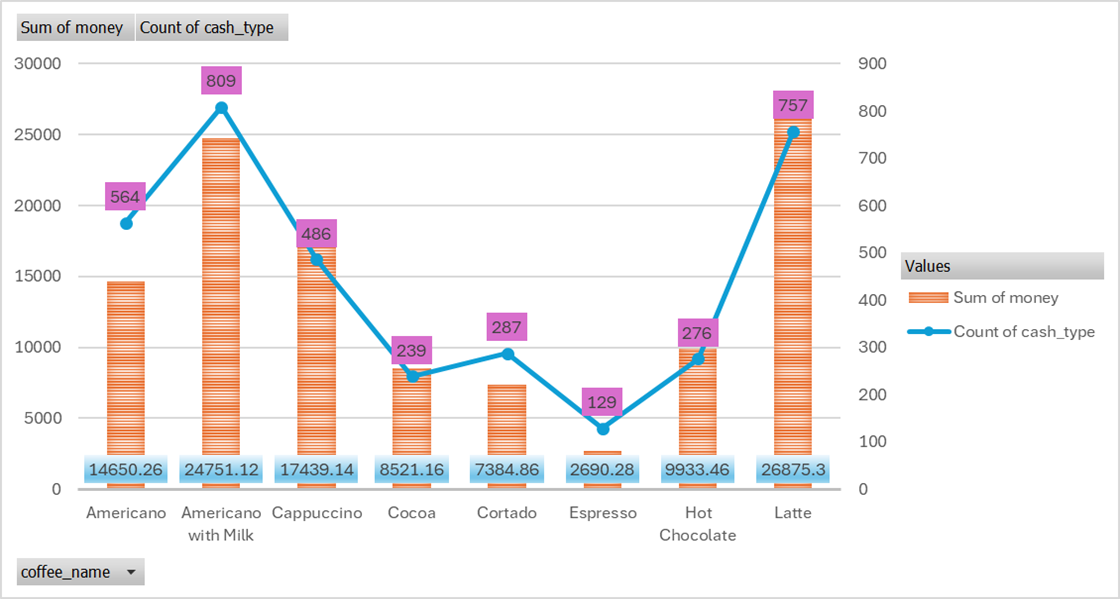 Sum of money Count of cash_type
30000 900
809
800
757
25000
700
564
20000 600
486
500
Values
15000
Sum of money
400
287
276
Count of cash_type
10000 239 300
200
129
5000
100
14650.26 24751.12 17439.14 8521.16 7384.86 2690.28 9933.46 26875.3
0 0
Americano Americano Cappuccino Cocoa Cortado Espresso Hot Latte
with Milk Chocolate
coffee_name